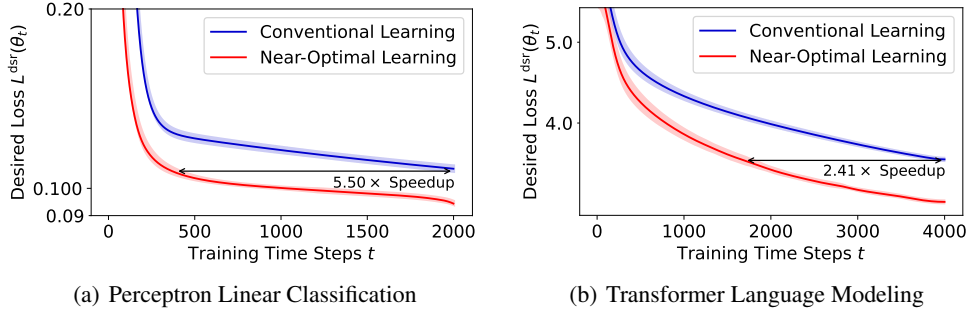 0.20
0.100
0.09
Desired Loss L^dsr(θ_t)
Conventional Learning
Near-Optimal Learning
5.50× Speedup
0 500 1000 1500 2000
Training Time Steps t
(a) Perceptron Linear Classification
5.0
4.0
Desired Loss L^dsr(θ_t)
Conventional Learning
Near-Optimal Learning
2.41× Speedup
0 1000 2000 3000 4000
Training Time Steps t
(b) Transformer Language Modeling